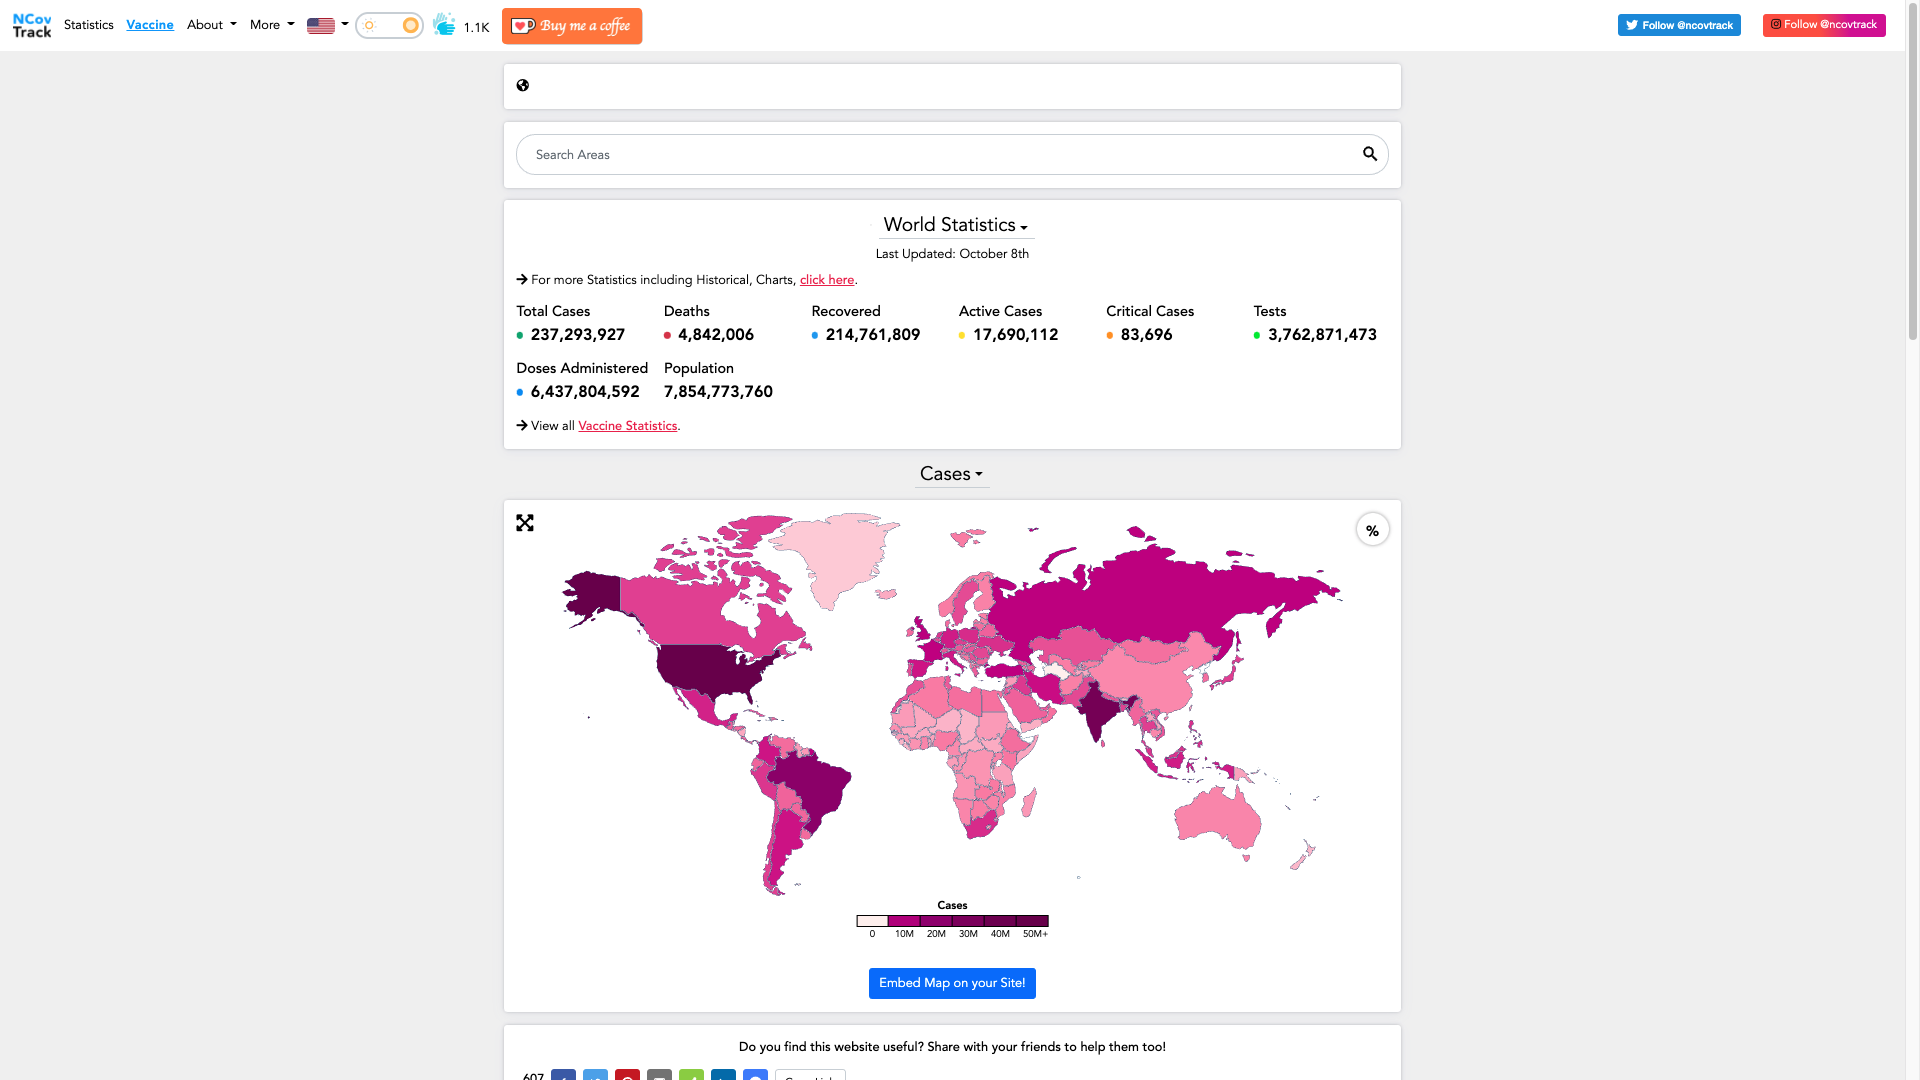 NCov
Track
Statistics
Vaccine
About
More
1.1K
Buy me a coffee
Follow @ncovtrack
Follow @ncovtrack
Search Areas
World Statistics
Last Updated: October 8th
For more Statistics including Historical, Charts, click here.
Total Cases
237,293,927
Deaths
4,842,006
Recovered
214,761,809
Active Cases
17,690,112
Critical Cases
83,696
Tests
3,762,871,473
Doses Administered
6,437,804,592
Population
7,854,773,760
View all Vaccine Statistics.
Cases
%
Cases
0 10M 20M 30M 40M 50M+
Embed Map on your Site!
Do you find this website useful? Share with your friends to help them too!
607